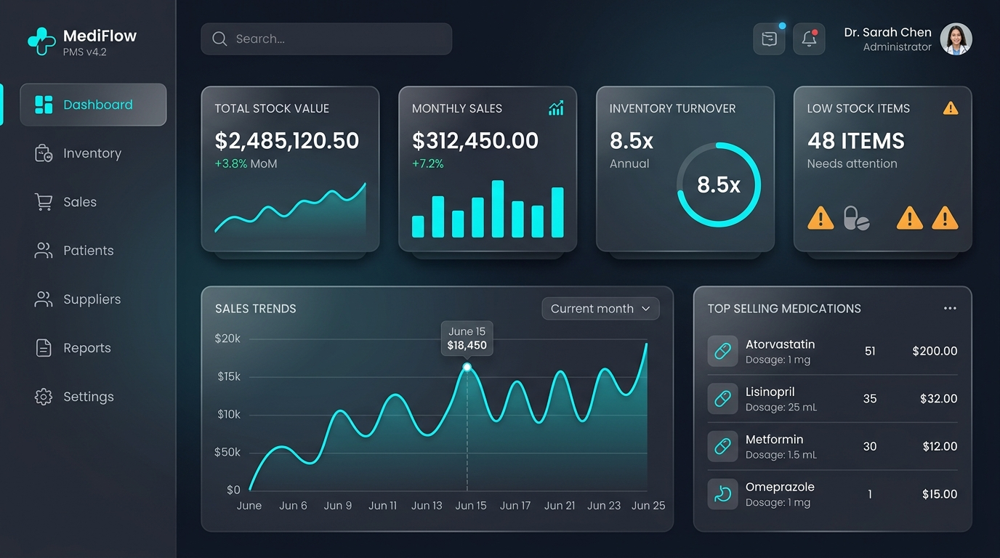 MediFlow
PMS v4.2
Dashboard
Inventory
Sales
Patients
Suppliers
Reports
Settings
Search...
Dr. Sarah Chen
Administrator
TOTAL STOCK VALUE
$2,485,120.50
+3.8% MoM
MONTHLY SALES
$312,450.00
+7.2%
INVENTORY TURNOVER
8.5x
Annual
8.5x
LOW STOCK ITEMS
48 ITEMS
Needs attention
SALES TRENDS
Current month
June 15
$18,450
$20k
$15k
$10k
$50k
$0
June Jun 6 Jun 9 Jun 11 Jun 13 Jun 15 Jun 17 Jun 21 Jun 23 Jun 25
TOP SELLING MEDICATIONS
Atorvastatin
Dosage: 1 mg
51 $200.00
Lisinopril
Dosage: 25 mL
35 $32.00
Metformin
Dosage: 1.5 mL
30 $12.00
Omeprazole
Dosage: 1 mg
1 $15.00